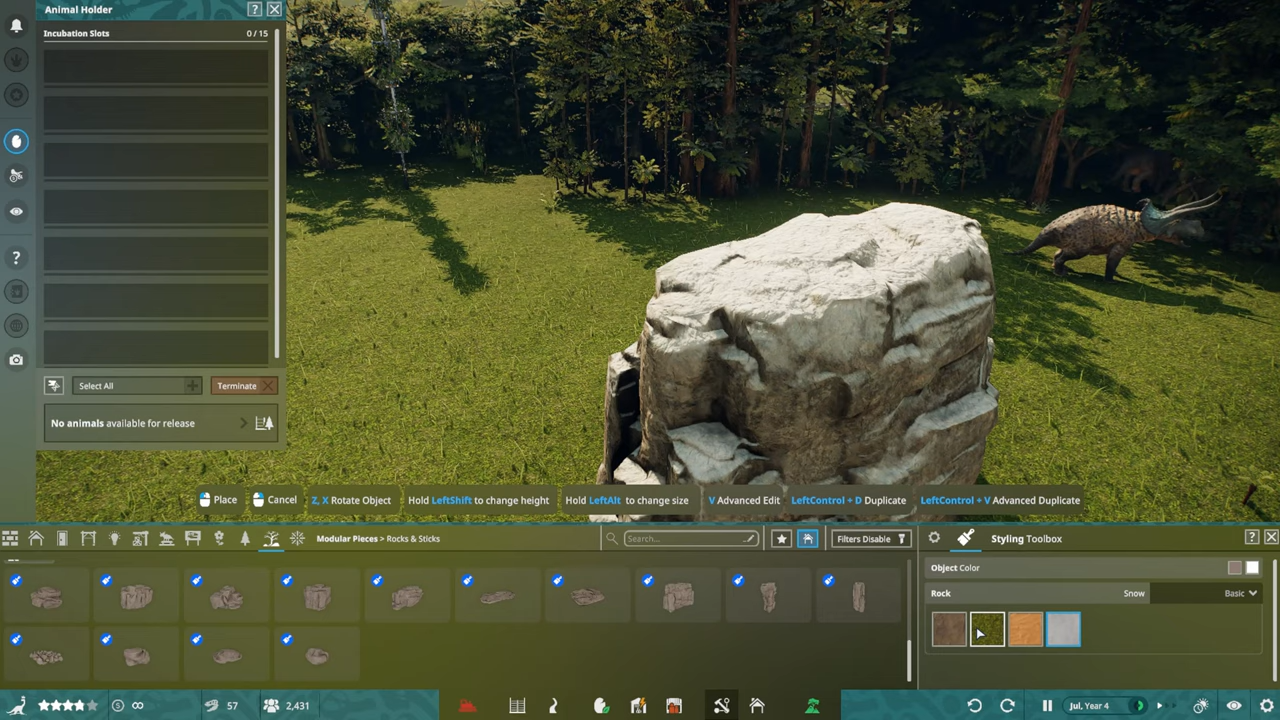 Animal Holder
?
Incubation Slots 0 / 15
Select All
Terminate
No animals available for release
Place
Cancel
Z, X Rotate Object
Hold LeftShift to change height
Hold LeftAlt to change size
V Advanced Edit
LeftControl + D Duplicate
LeftControl + V Advanced Duplicate
Modular Pieces > Rocks & Sticks
Search...
Filters Disable
Styling Toolbox
?
Object Color
Rock Snow Basic
57
2,431
Jul, Year 4